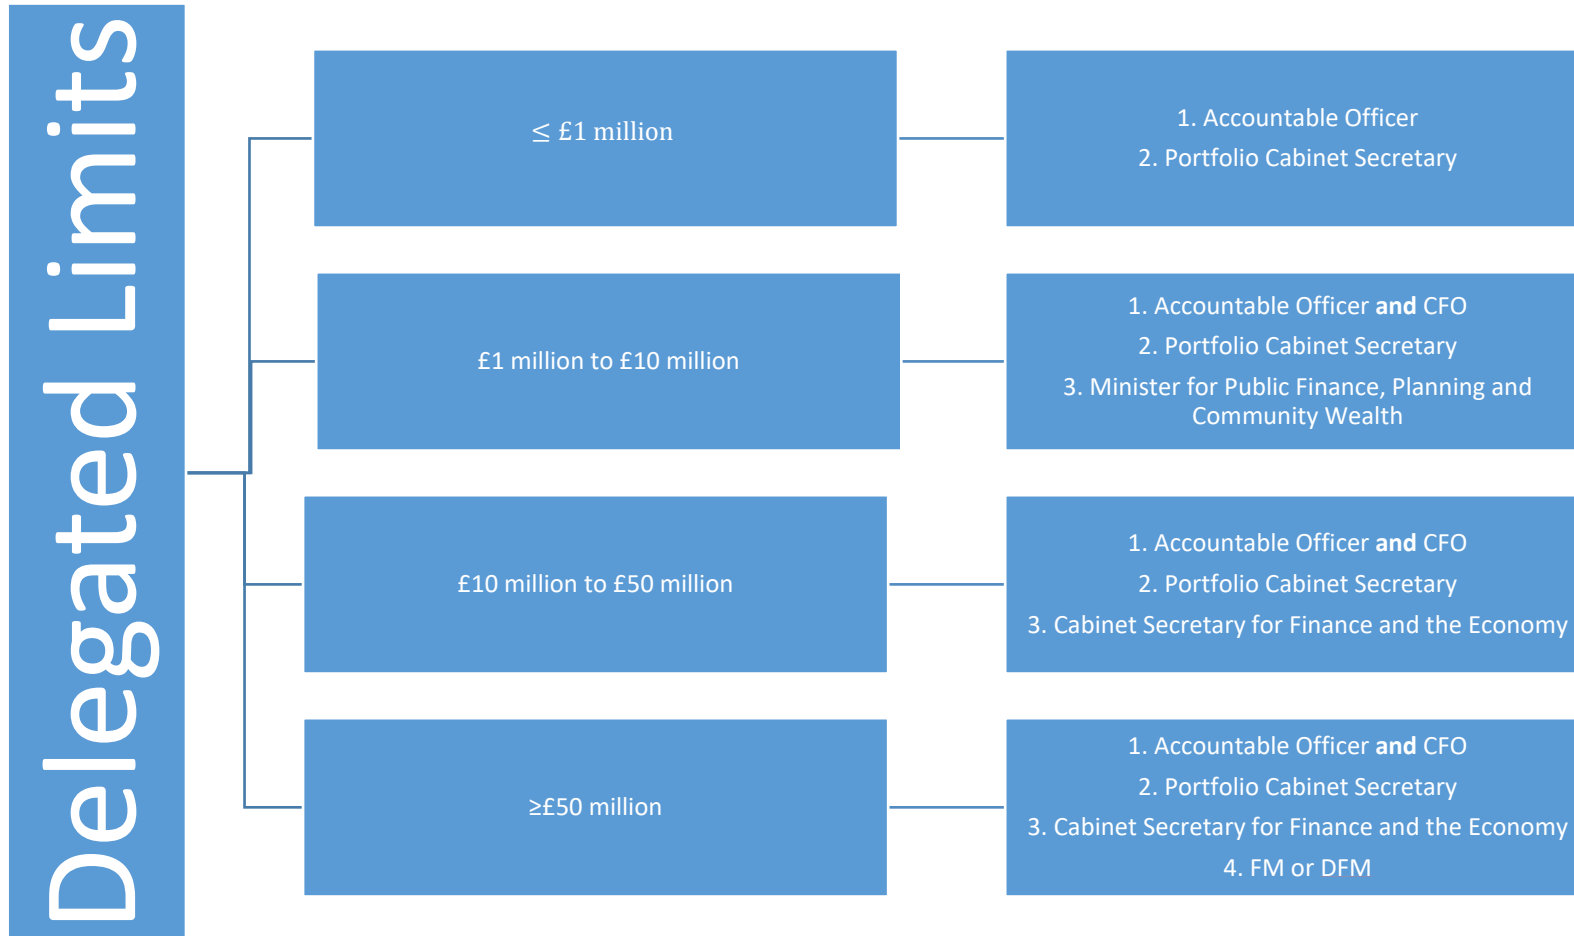 Delegated Limits
≤ £1 million
1. Accountable Officer
2. Portfolio Cabinet Secretary
£1 million to £10 million
1. Accountable Officer and CFO
2. Portfolio Cabinet Secretary
3. Minister for Public Finance, Planning and
Community Wealth
£10 million to £50 million
1. Accountable Officer and CFO
2. Portfolio Cabinet Secretary
3. Cabinet Secretary for Finance and the Economy
≥£50 million
1. Accountable Officer and CFO
2. Portfolio Cabinet Secretary
3. Cabinet Secretary for Finance and the Economy
4. FM or DFM